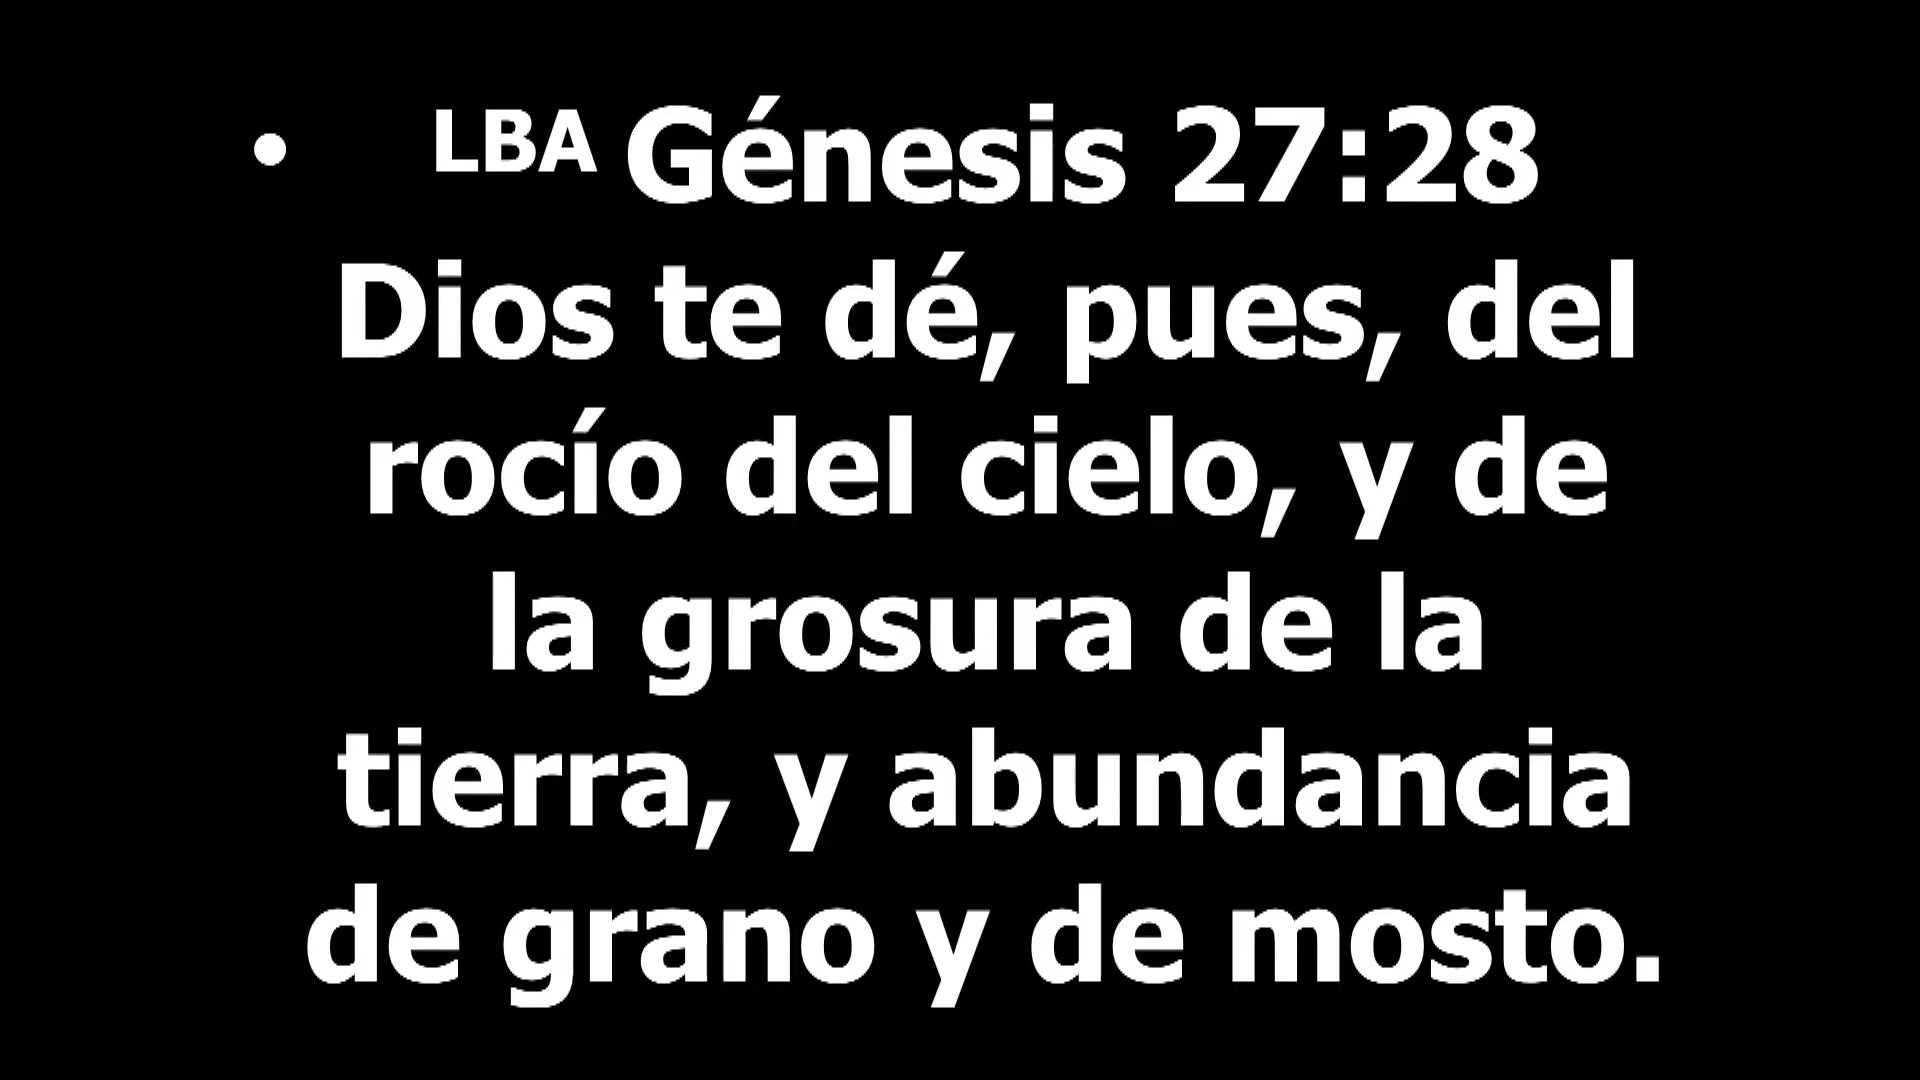 • LBA Génesis 27:28
Dios te dé, pues, del
rocío del cielo, y de
la grosura de la
tierra, y abundancia
de grano y de mosto.